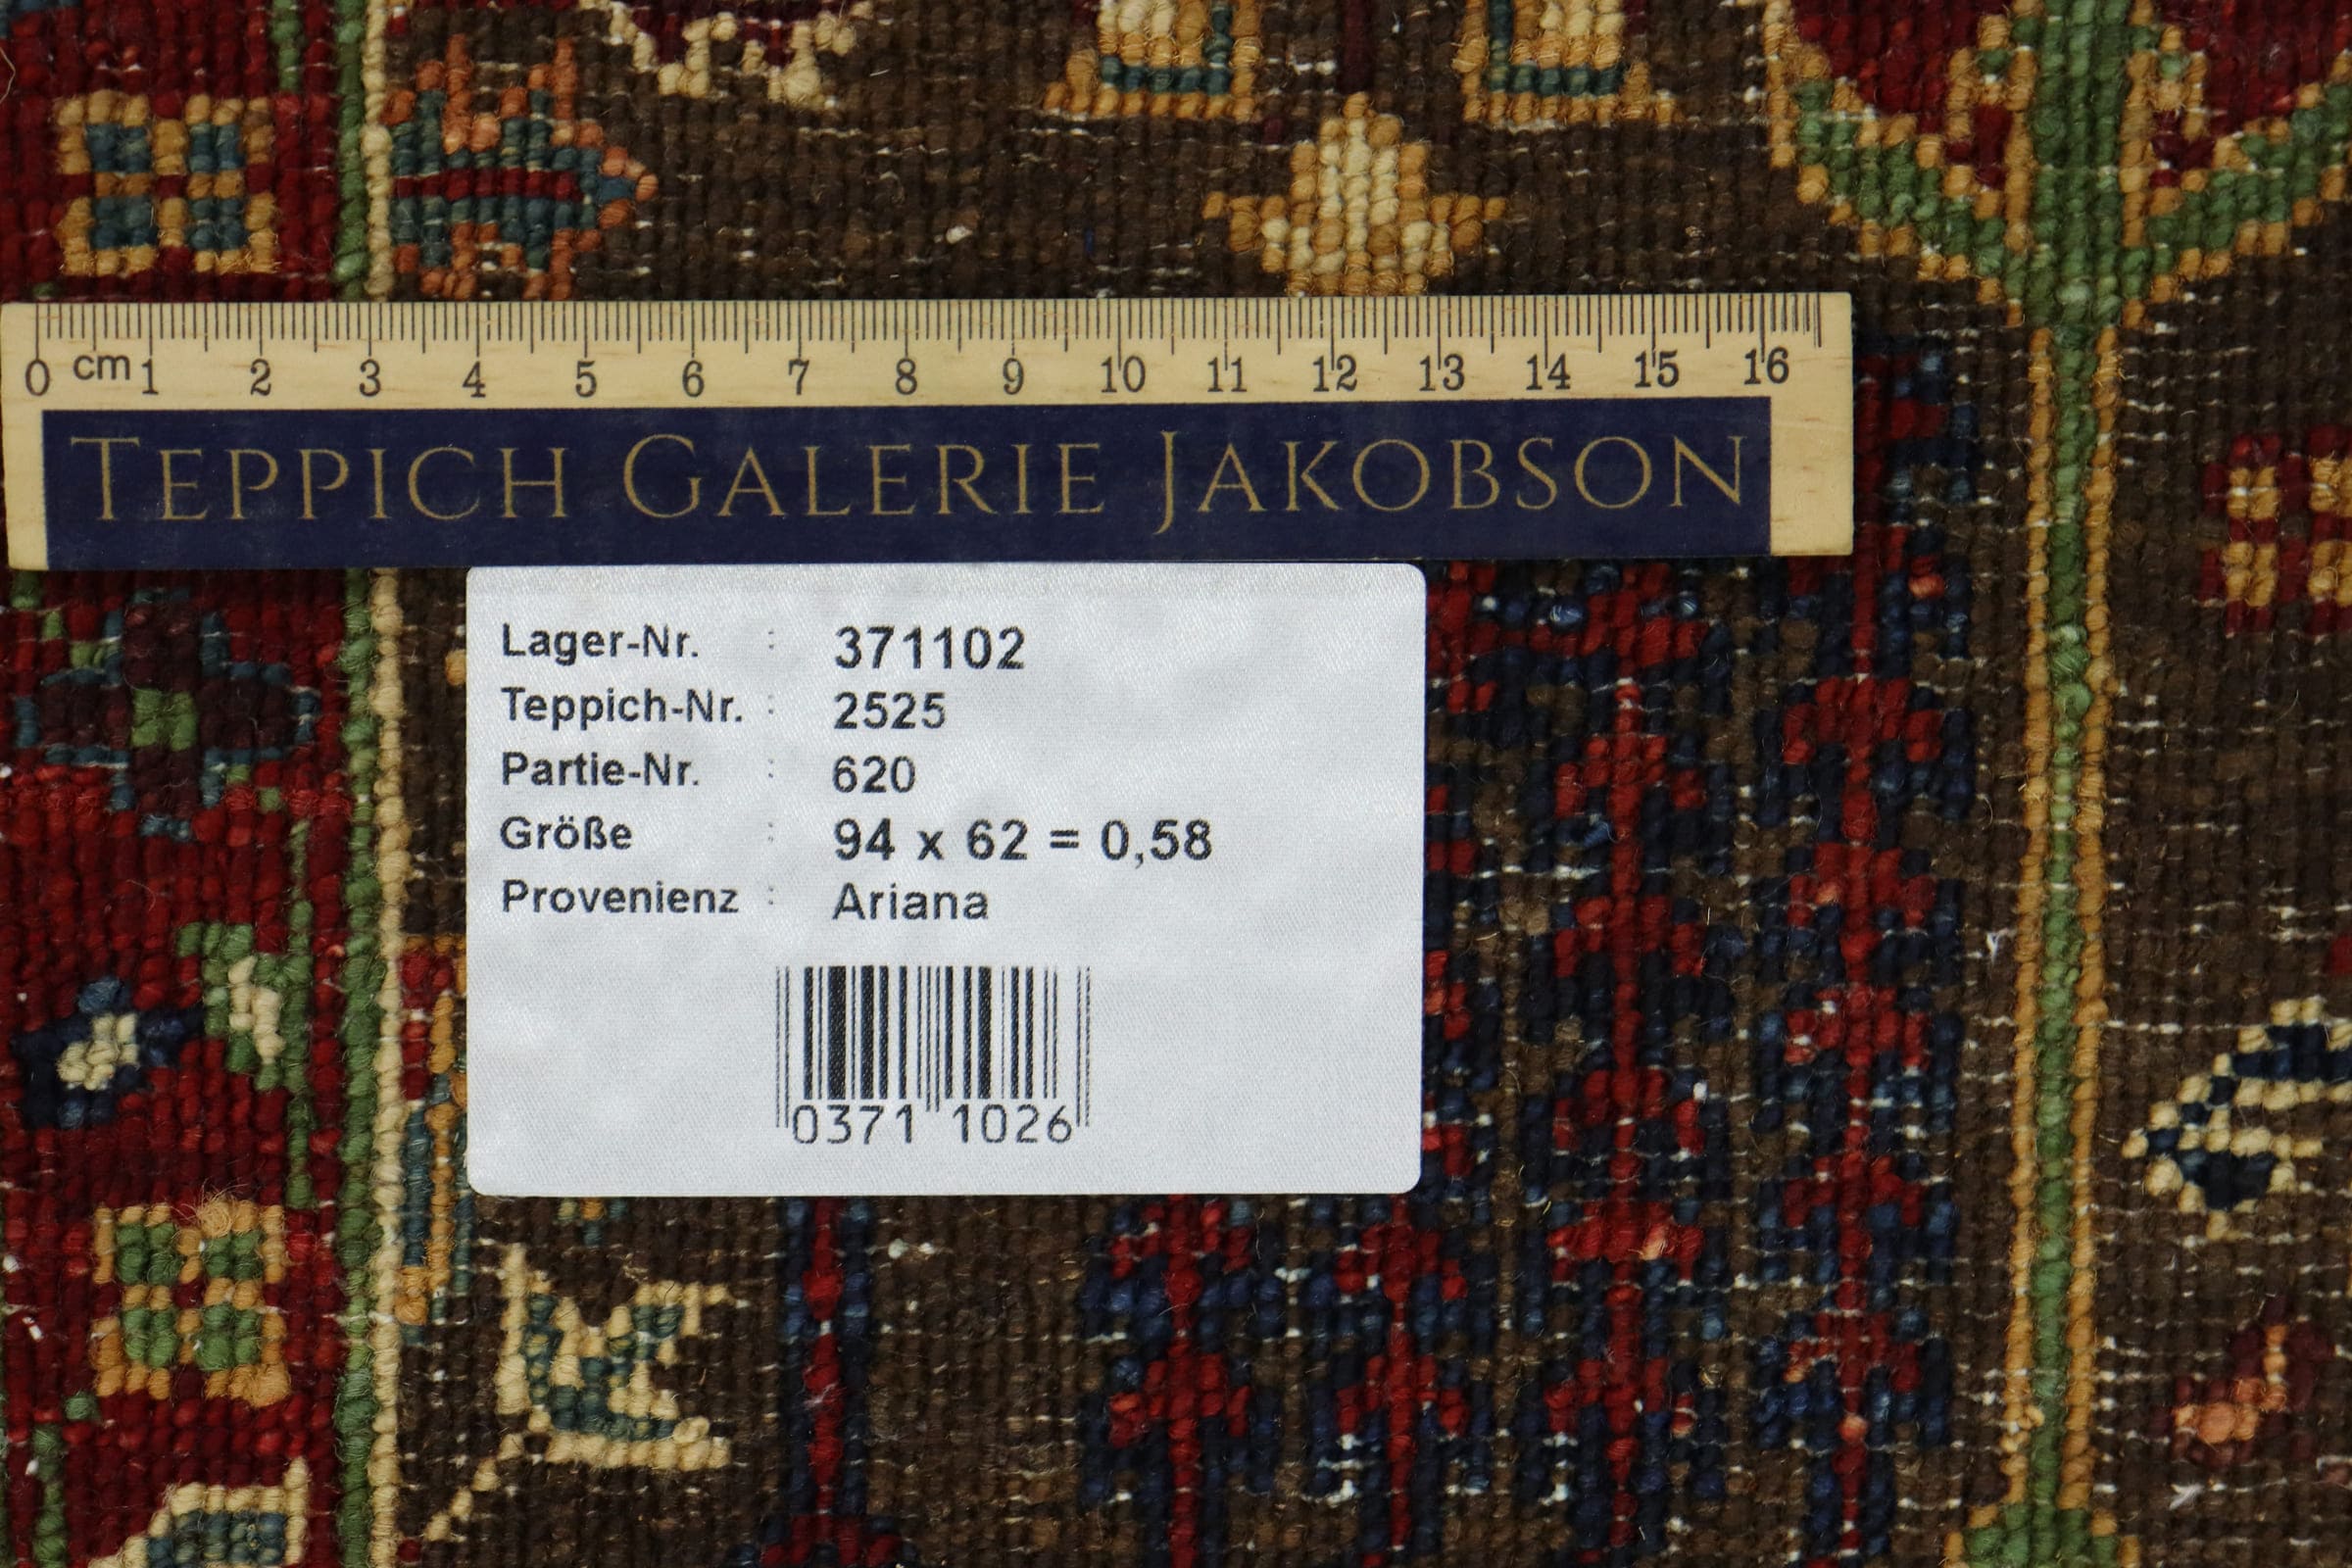 0 cm 1 2 3 4 5 6 7 8 9 10 11 12 13 14 15 16
TEPPICH GALERIE JAKOBSON
Lager-Nr. : 371102
Teppich-Nr. : 2525
Partie-Nr. : 620
Größe : 94 x 62 = 0,58
Provenienz : Ariana
0371 1026